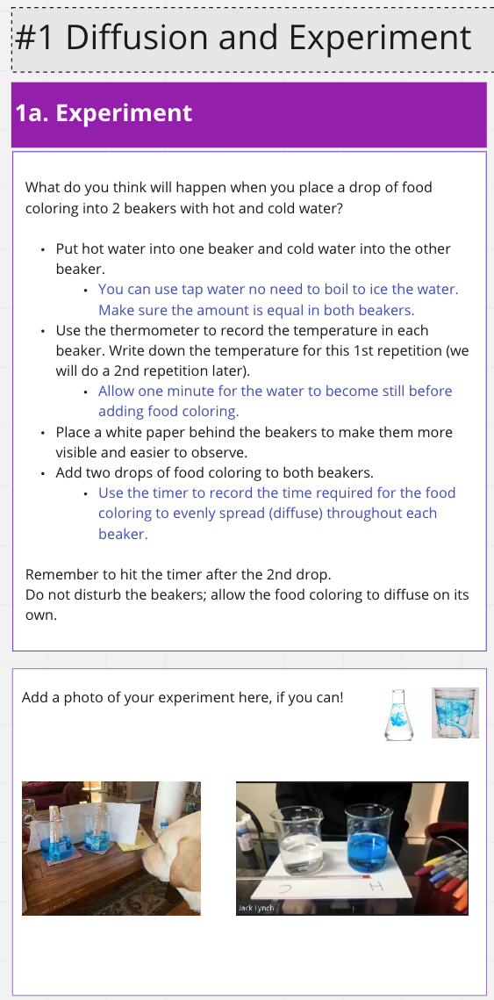 #1 Diffusion and Experiment
1a. Experiment
What do you think will happen when you place a drop of food
coloring into 2 beakers with hot and cold water?
• Put hot water into one beaker and cold water into the other
beaker.
• You can use tap water no need to boil to ice the water.
Make sure the amount is equal in both beakers.
• Use the thermometer to record the temperature in each
beaker. Write down the temperature for this 1st repetition (we
will do a 2nd repetition later).
• Allow one minute for the water to become still before
adding food coloring.
• Place a white paper behind the beakers to make them more
visible and easier to observe.
• Add two drops of food coloring to both beakers.
• Use the timer to record the time required for the food
coloring to evenly spread (diffuse) throughout each
beaker.
Remember to hit the timer after the 2nd drop.
Do not disturb the beakers; allow the food coloring to diffuse on its
own.
Add a photo of your experiment here, if you can!
C H
Jack Lynch